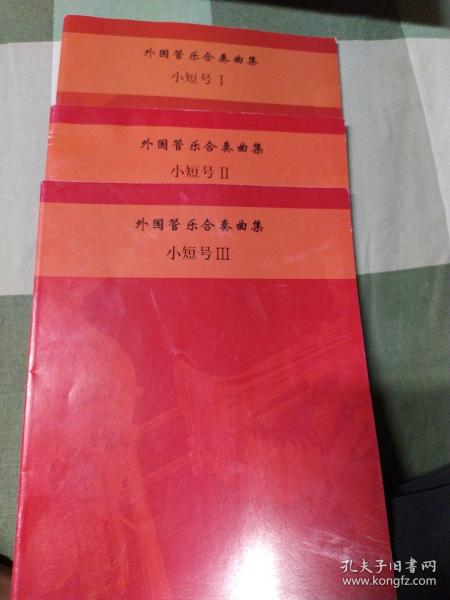 外国管乐合奏曲集
小短号 I
外国管乐合奏曲集
小短号 II
外国管乐合奏曲集
小短号 III
孔夫子旧书网
www.kongfz.com